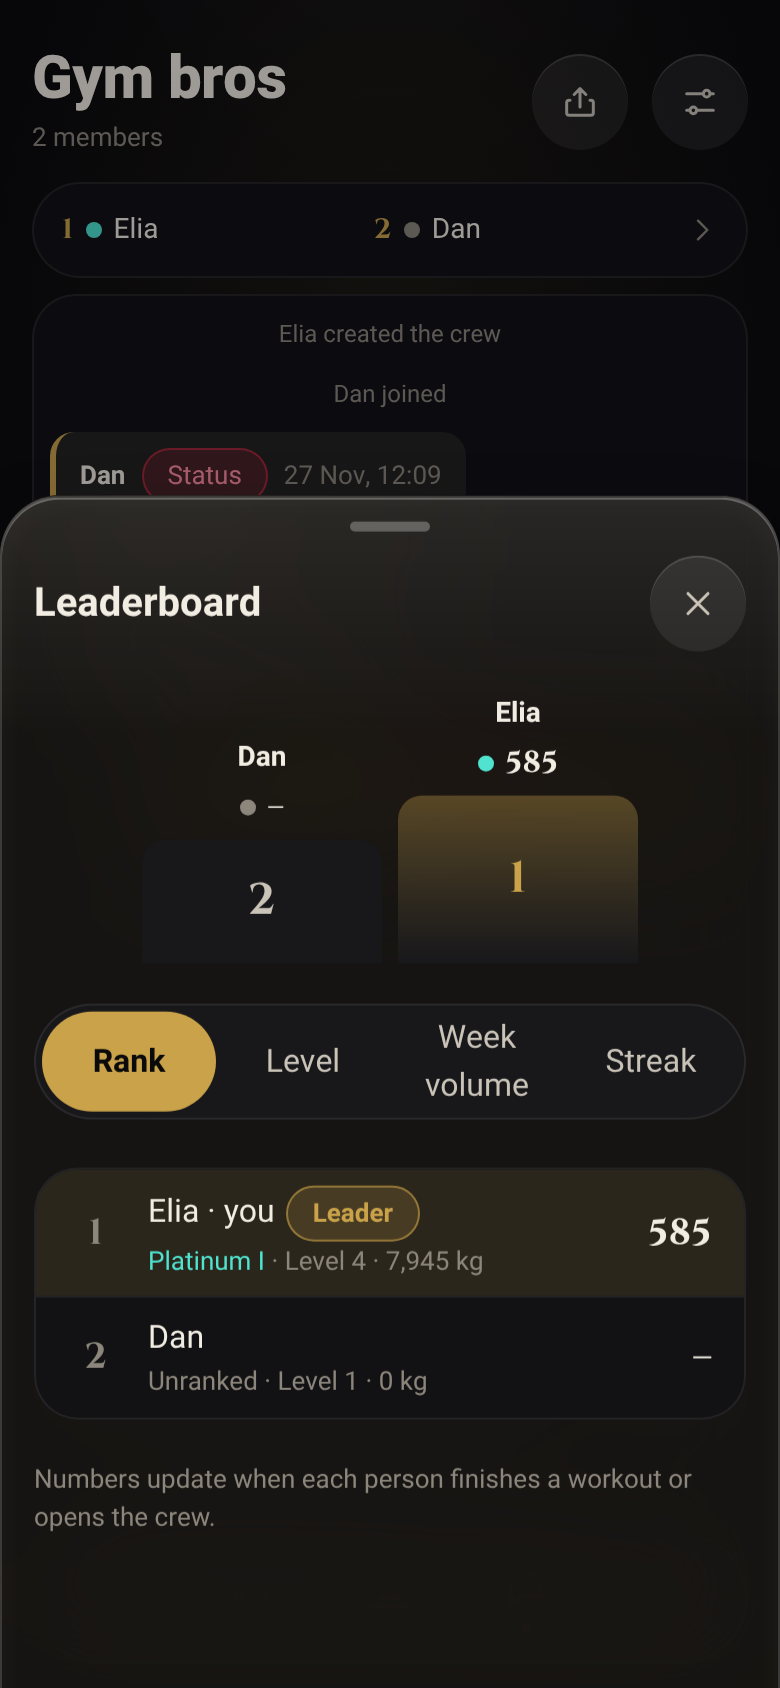 Gym bros
2 members
1 Elia 2 Dan
Elia created the crew
Dan joined
Dan Status 27 Nov, 12:09
Leaderboard
Elia
585
Dan
–
1
2
Rank Level Week volume Streak
1 Elia · you Leader 585
Platinum I · Level 4 · 7,945 kg
2 Dan –
Unranked · Level 1 · 0 kg
Numbers update when each person finishes a workout or
opens the crew.